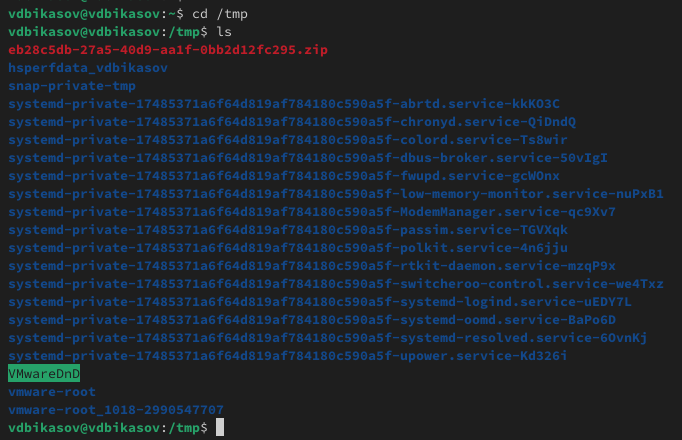 vdbikasov@vdbikasov:~$ cd /tmp
vdbikasov@vdbikasov:/tmp$ ls
eb28c5db-27a5-40d9-aa1f-0bb2d12fc295.zip
hsperfdata_vdbikasov
snap-private-tmp
systemd-private-17485371a6f64d819af784180c590a5f-abrtd.service-kkKO3C
systemd-private-17485371a6f64d819af784180c590a5f-chronyd.service-QiDndQ
systemd-private-17485371a6f64d819af784180c590a5f-colord.service-Ts8wir
systemd-private-17485371a6f64d819af784180c590a5f-dbus-broker.service-50vIgI
systemd-private-17485371a6f64d819af784180c590a5f-fwupd.service-gcWOnx
systemd-private-17485371a6f64d819af784180c590a5f-low-memory-monitor.service-nuPxB1
systemd-private-17485371a6f64d819af784180c590a5f-ModemManager.service-qc9Xv7
systemd-private-17485371a6f64d819af784180c590a5f-passim.service-TGVXqk
systemd-private-17485371a6f64d819af784180c590a5f-polkit.service-4n6jju
systemd-private-17485371a6f64d819af784180c590a5f-rtkit-daemon.service-mzqP9x
systemd-private-17485371a6f64d819af784180c590a5f-switcheroo-control.service-we4Txz
systemd-private-17485371a6f64d819af784180c590a5f-systemd-logind.service-uEDY7L
systemd-private-17485371a6f64d819af784180c590a5f-systemd-oomd.service-BaPo6D
systemd-private-17485371a6f64d819af784180c590a5f-systemd-resolved.service-6OvnKj
systemd-private-17485371a6f64d819af784180c590a5f-upower.service-Kd326i
VMwareDnD
vmware-root
vmware-root_1018-2990547707
vdbikasov@vdbikasov:/tmp$